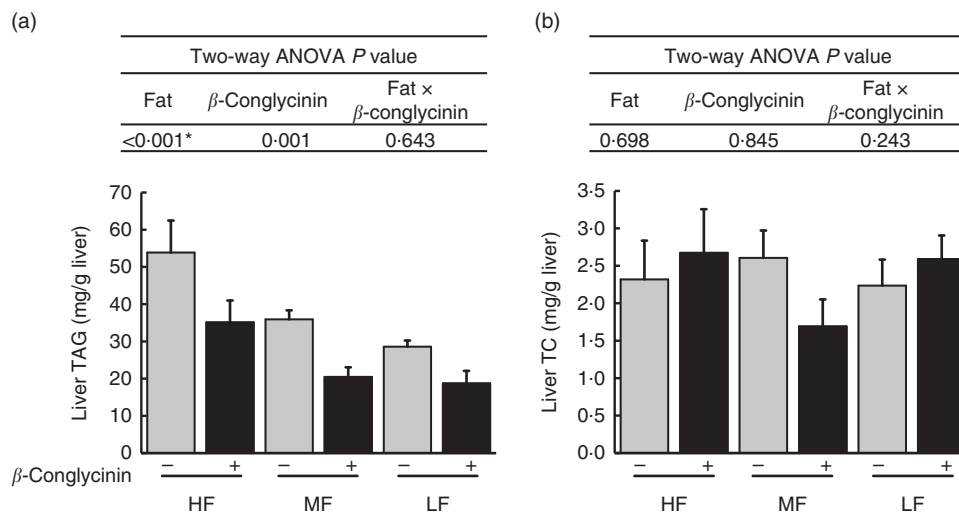 (a)
Two-way ANOVA P value
Fat β-Conglycinin Fat × β-conglycinin
<0·001* 0·001 0·643
Liver TAG (mg/g liver)
70
60
50
40
30
20
10
0
β-Conglycinin − + − + − +
HF MF LF
(b)
Two-way ANOVA P value
Fat β-Conglycinin Fat × β-conglycinin
0·698 0·845 0·243
Liver TC (mg/g liver)
3·5
3·0
2·5
2·0
1·5
1·0
0·5
0·0
− + − + − +
HF MF LF